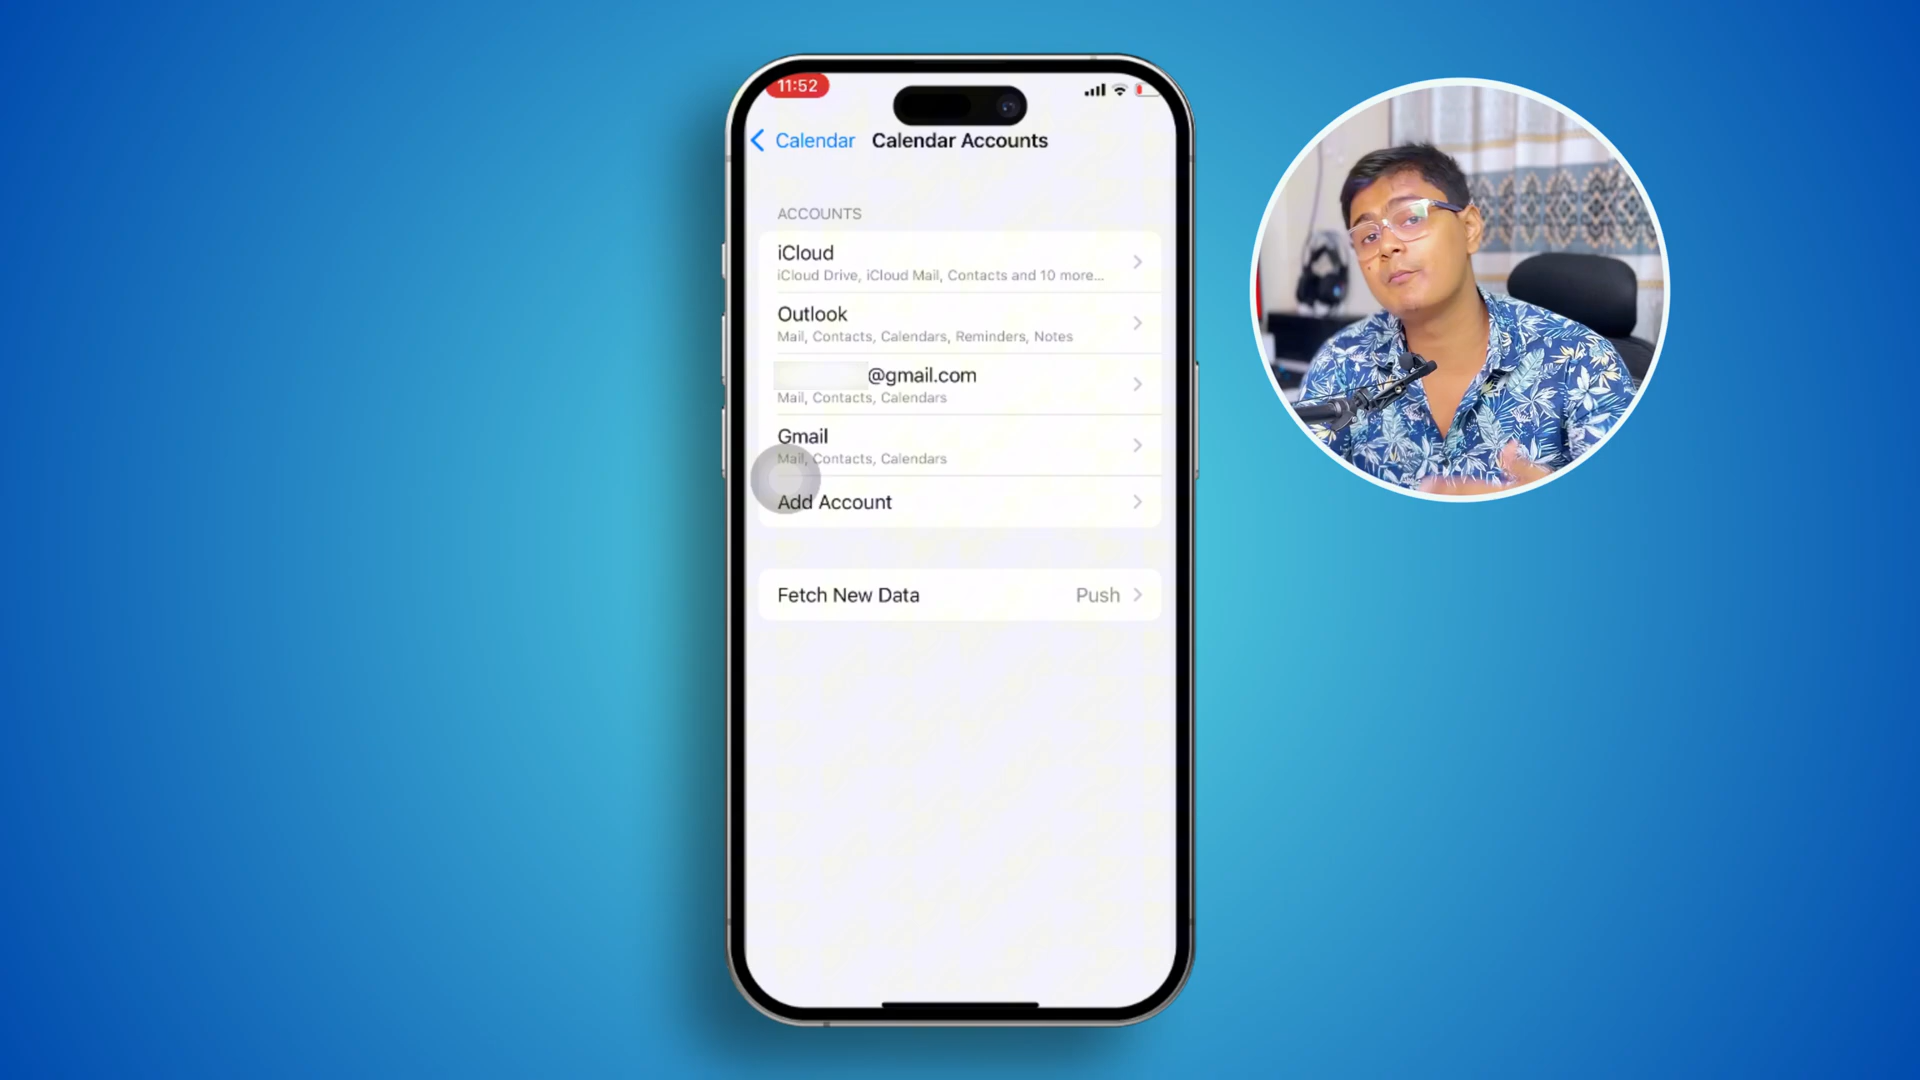 11:52
Calendar
Calendar Accounts
ACCOUNTS
iCloud
iCloud Drive, iCloud Mail, Contacts and 10 more...
Outlook
Mail, Contacts, Calendars, Reminders, Notes
@gmail.com
Mail, Contacts, Calendars
Gmail
Mail, Contacts, Calendars
Add Account
Fetch New Data
Push